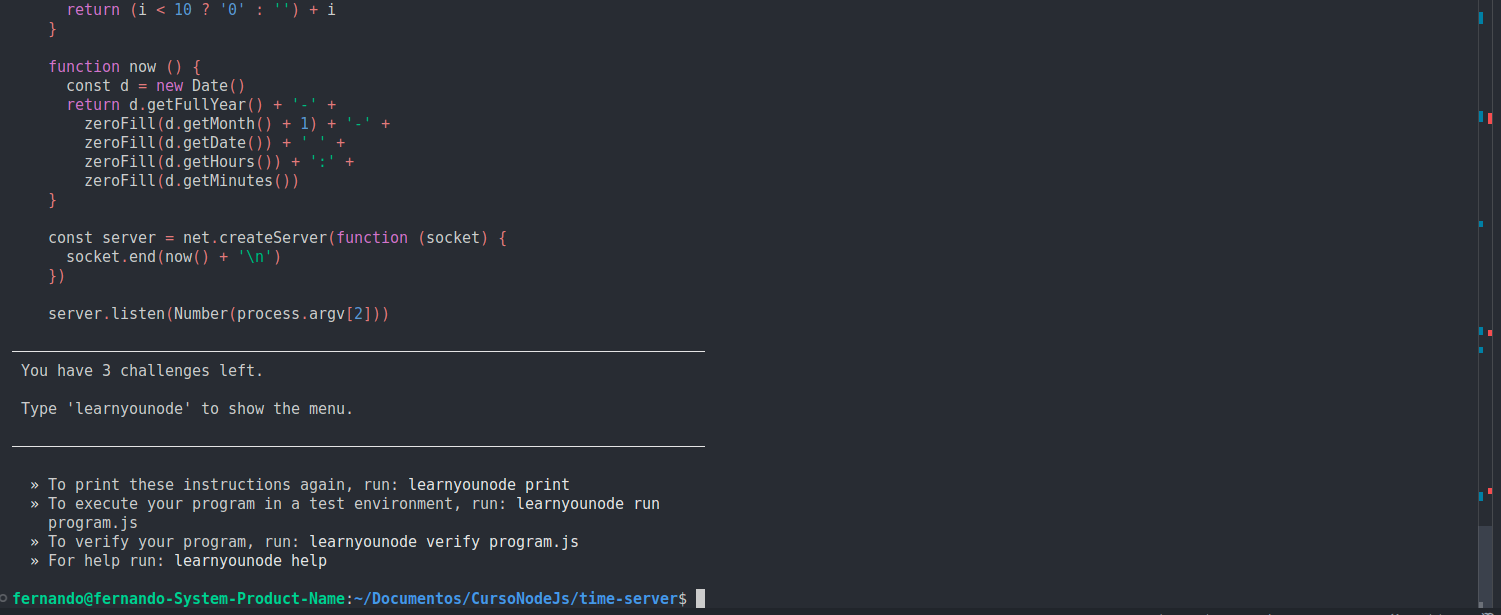 return (i < 10 ? '0' : '') + i
}
function now () {
const d = new Date()
return d.getFullYear() + '-' +
zeroFill(d.getMonth() + 1) + '-' +
zeroFill(d.getDate()) + ' ' +
zeroFill(d.getHours()) + ':' +
zeroFill(d.getMinutes())
}
const server = net.createServer(function (socket) {
socket.end(now() + '\n')
})
server.listen(Number(process.argv[2]))
You have 3 challenges left.
Type 'learnyounode' to show the menu.
» To print these instructions again, run: learnyounode print
» To execute your program in a test environment, run: learnyounode run
program.js
» To verify your program, run: learnyounode verify program.js
» For help run: learnyounode help
fernando@fernando-System-Product-Name:~/Documentos/CursoNodeJs/time-server$